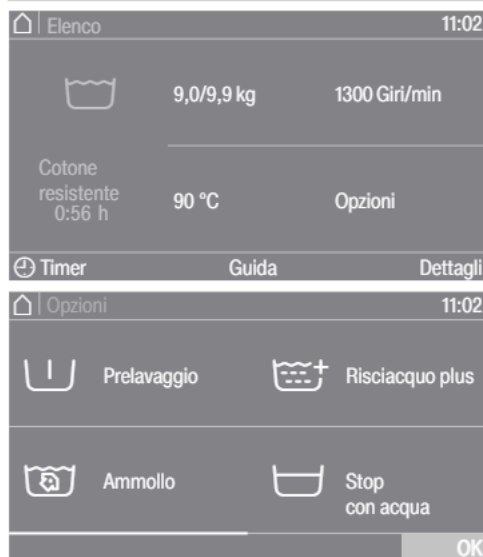 Elenco 11:02
9,0/9,9 kg 1300 Giri/min
Cotone
resistente
0:56 h
90 °C Opzioni
Timer Guida Dettagli
Opzioni 11:02
Prelavaggio Risciacquo plus
Ammollo Stop
con acqua
OK